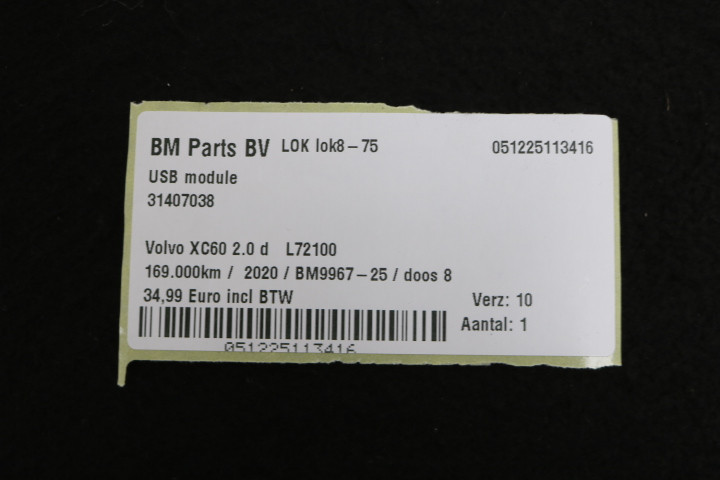 BM Parts BV LOK lok8-75 051225113416
USB module
31407038
Volvo XC60 2.0 d L72100
169.000km / 2020 / BM9967-25 / doos 8
34,99 Euro incl BTW Verz: 10
Aantal: 1
051225113416